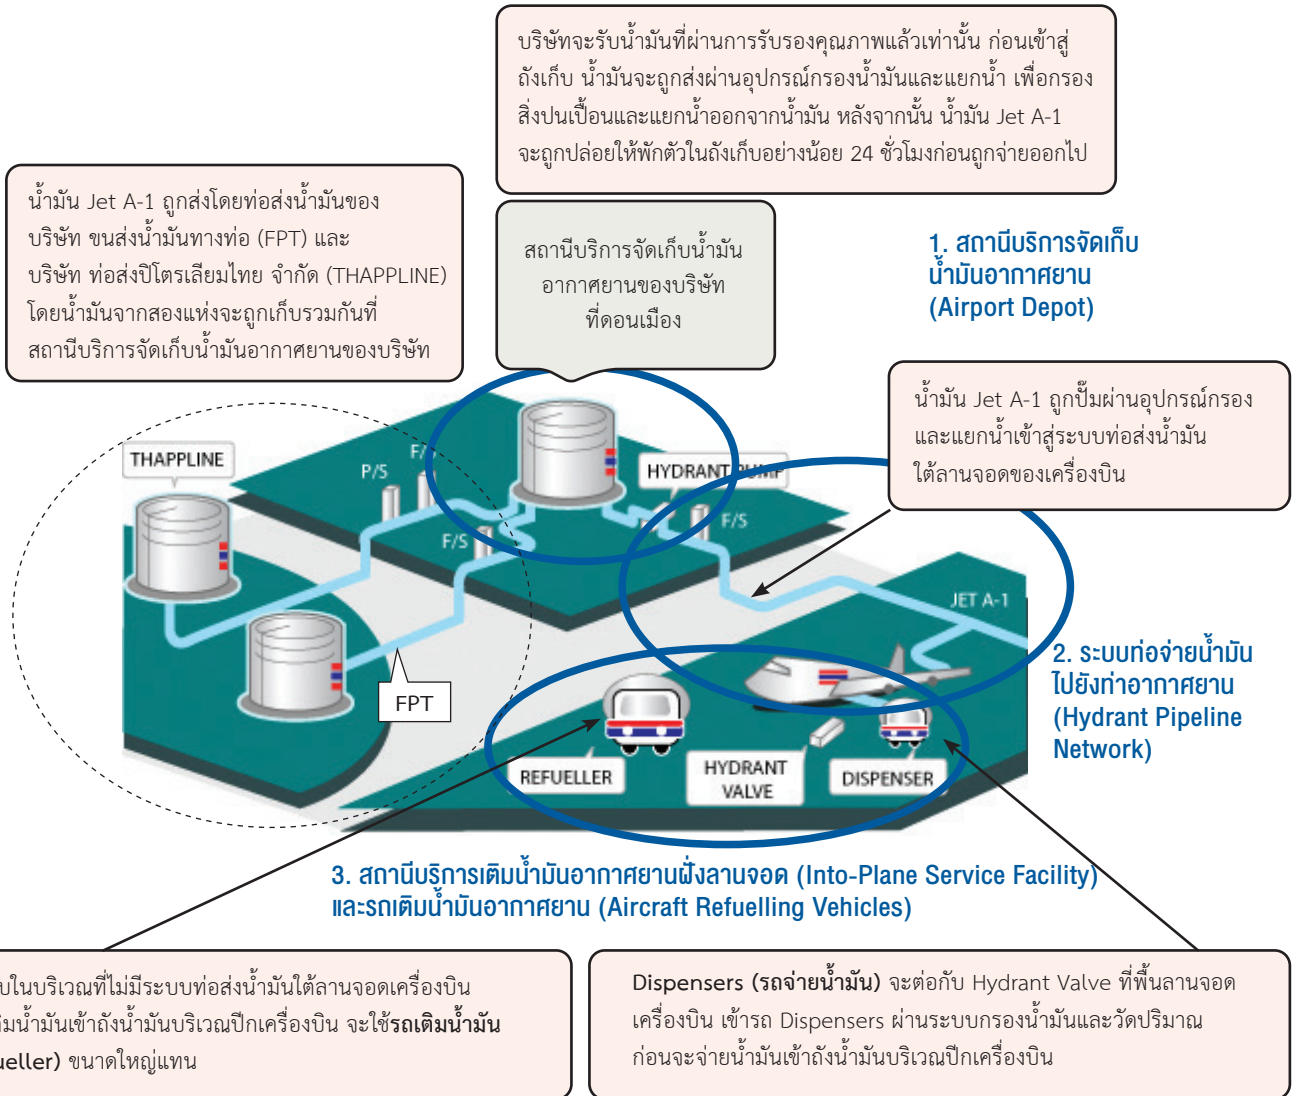 บริษัทจะรับน้ำมันที่ผ่านการรับรองคุณภาพแล้วเท่านั้น ก่อนเข้าสู่
ถังเก็บ น้ำมันจะถูกส่งผ่านอุปกรณ์กรองน้ำมันและแยกน้ำ เพื่อกรอง
สิ่งปนเปื้อนและแยกน้ำออกจากน้ำมัน หลังจากนั้น น้ำมัน Jet A-1
จะถูกปล่อยให้พักตัวในถังเก็บอย่างน้อย 24 ชั่วโมงก่อนถูกจ่ายออกไป
น้ำมัน Jet A-1 ถูกส่งโดยท่อส่งน้ำมันของ
บริษัท ขนส่งน้ำมันทางท่อ (FPT) และ
บริษัท ท่อส่งปิโตรเลียมไทย จำกัด (THAPPLINE)
โดยน้ำมันจากสองแห่งจะถูกเก็บรวมกันที่
สถานีบริการจัดเก็บน้ำมันอากาศยานของบริษัท
สถานีบริการจัดเก็บน้ำมัน
อากาศยานของบริษัท
ที่ดอนเมือง
1. สถานีบริการจัดเก็บ
น้ำมันอากาศยาน
(Airport Depot)
น้ำมัน Jet A-1 ถูกปั๊มผ่านอุปกรณ์กรอง
และแยกน้ำเข้าสู่ระบบท่อส่งน้ำมัน
ใต้ลานจอดของเครื่องบิน
THAPPLINE
P/S
F/S
HYDRANT PUMP
F/S
F/S
JET A-1
FPT
2. ระบบท่อจ่ายน้ำมัน
ไปยังท่าอากาศยาน
(Hydrant Pipeline
Network)
REFUELLER
HYDRANT
VALVE
DISPENSER
3. สถานีบริการเติมน้ำมันอากาศยานฝั่งลานจอด (Into-Plane Service Facility)
และรถเติมน้ำมันอากาศยาน (Aircraft Refuelling Vehicles)
ในบริเวณที่ไม่มีระบบท่อส่งน้ำมันใต้ลานจอดเครื่องบิน
น้ำมันเข้าถังน้ำมันบริเวณปีกเครื่องบิน จะใช้รถเติมน้ำมัน
ueller) ขนาดใหญ่แทน
Dispensers (รถจ่ายน้ำมัน) จะต่อกับ Hydrant Valve ที่พื้นลานจอด
เครื่องบิน เข้ารถ Dispensers ผ่านระบบกรองน้ำมันและวัดปริมาณ
ก่อนจะจ่ายน้ำมันเข้าถังน้ำมันบริเวณปีกเครื่องบิน